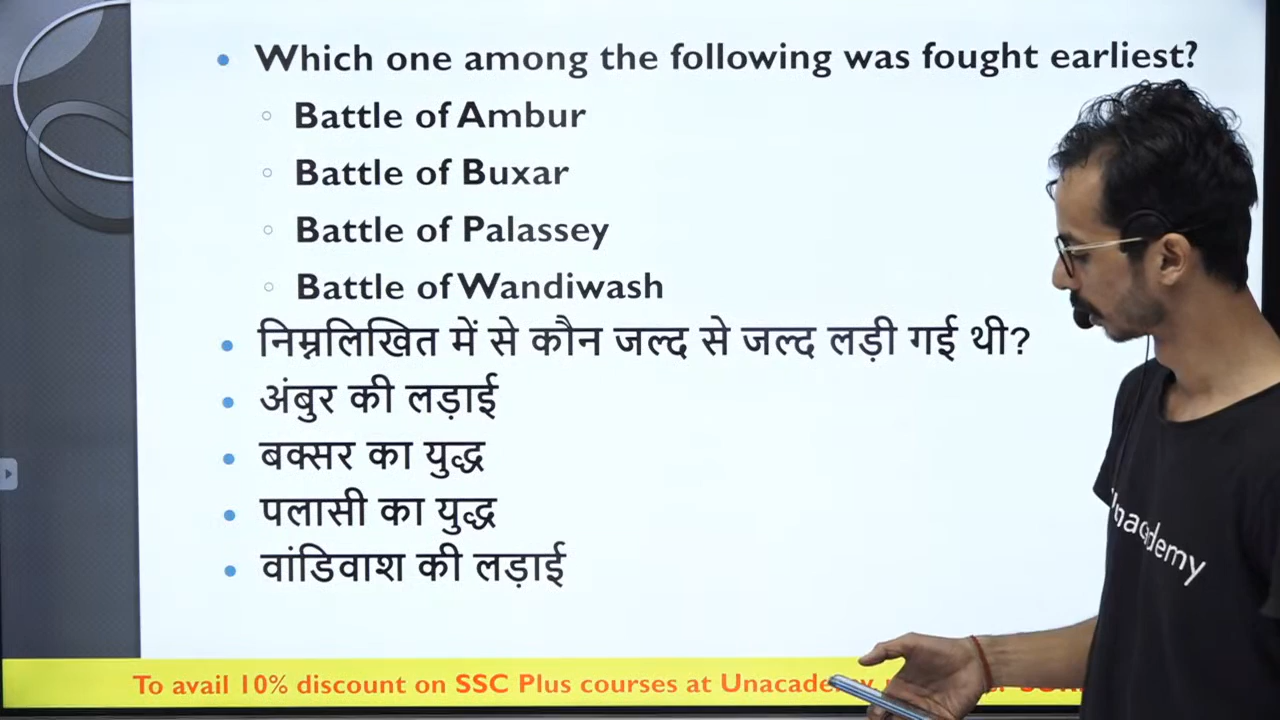 Which one among the following was fought earliest?
Battle of Ambur
Battle of Buxar
Battle of Palassey
Battle of Wandiwash
निम्नलिखित में से कौन जल्द से जल्द लड़ी गई थी?
अंबुर की लड़ाई
बक्सर का युद्ध
पलासी का युद्ध
वांडिवाश की लड़ाई
Unacademy
To avail 10% discount on SSC Plus courses at Unacademy